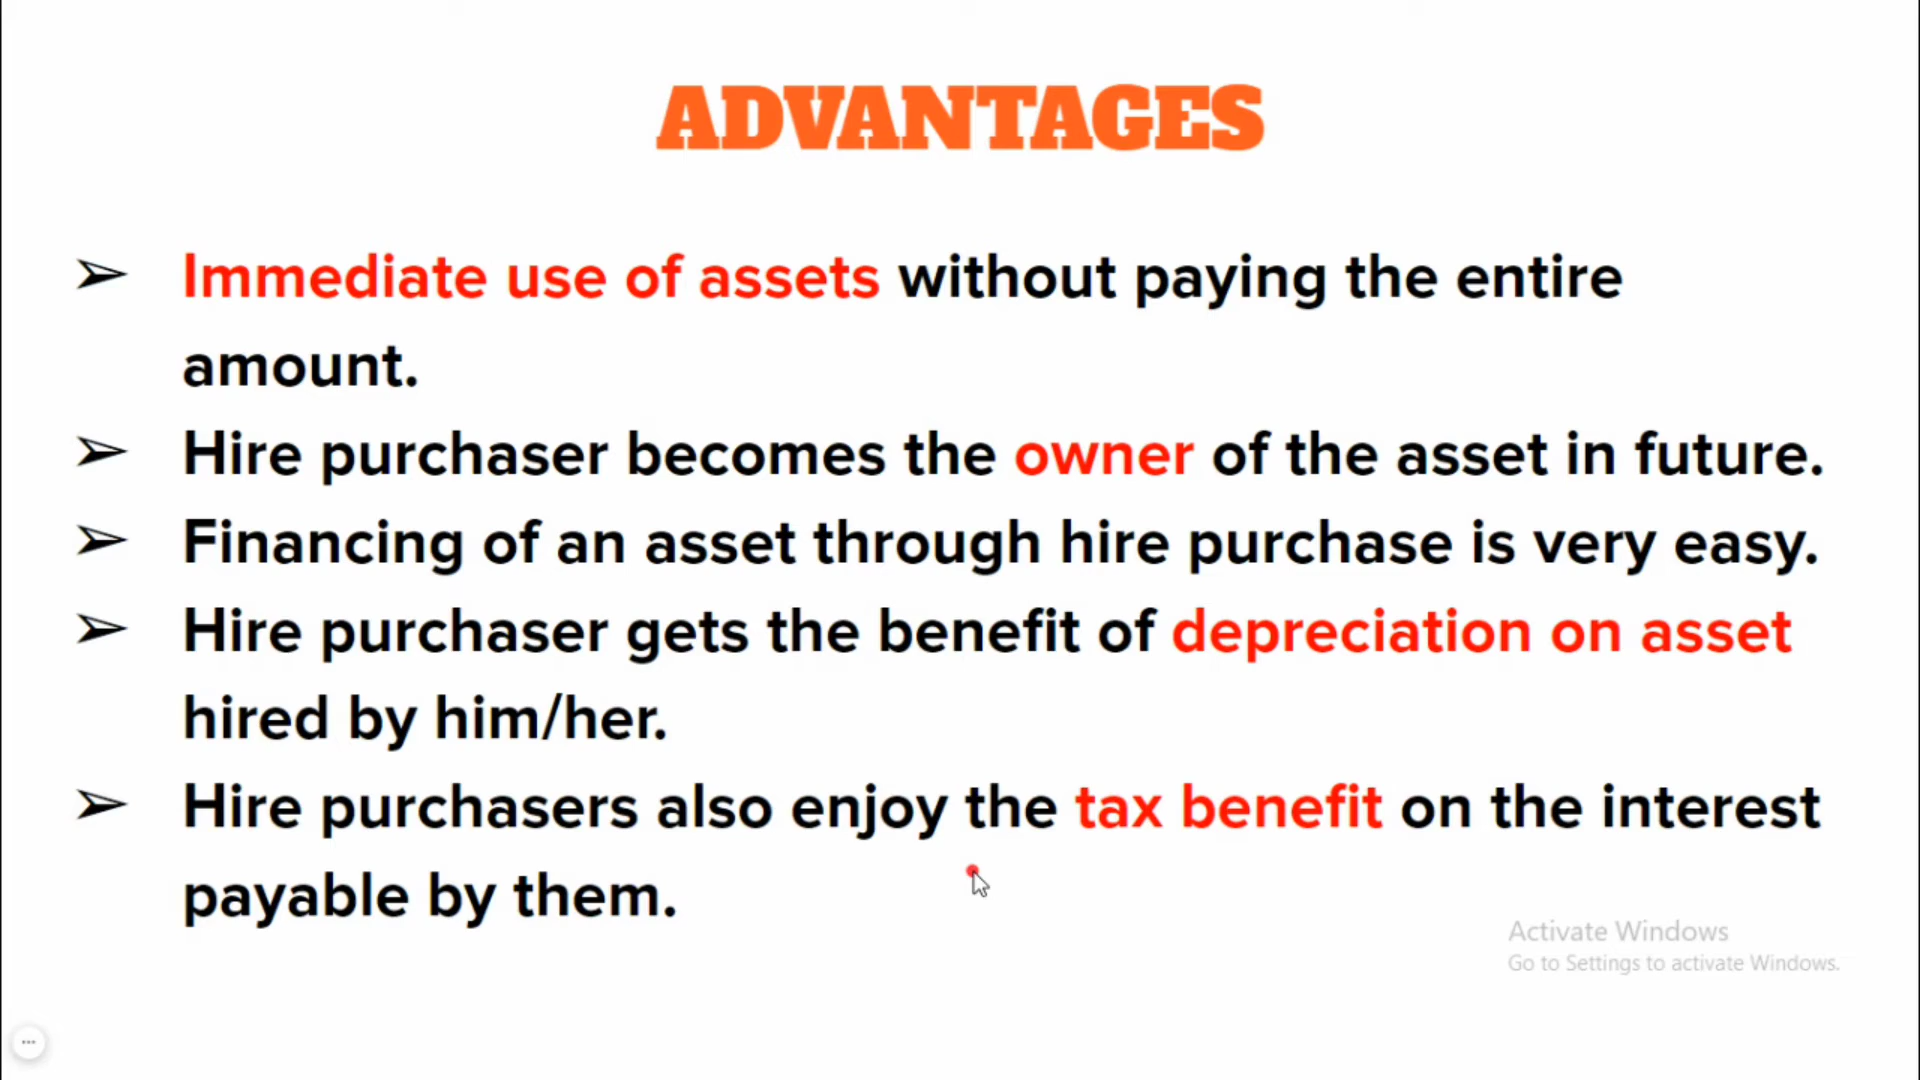 ADVANTAGES
➢ Immediate use of assets without paying the entire
amount.
➢ Hire purchaser becomes the owner of the asset in future.
➢ Financing of an asset through hire purchase is very easy.
➢ Hire purchaser gets the benefit of depreciation on asset
hired by him/her.
➢ Hire purchasers also enjoy the tax benefit on the interest
payable by them.
Activate Windows
Go to Settings to activate Windows.